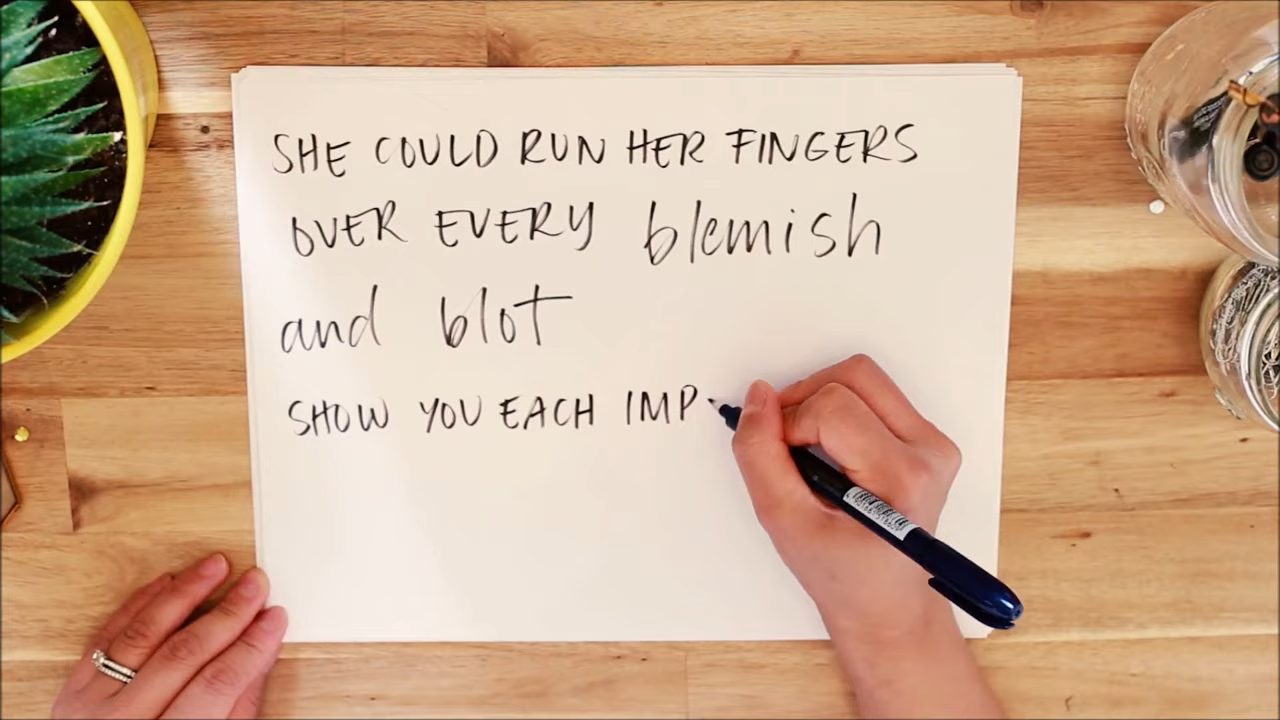 SHE COULD RUN HER FINGERS
OVER EVERY blemish
and blot
SHOW YOU EACH IMP